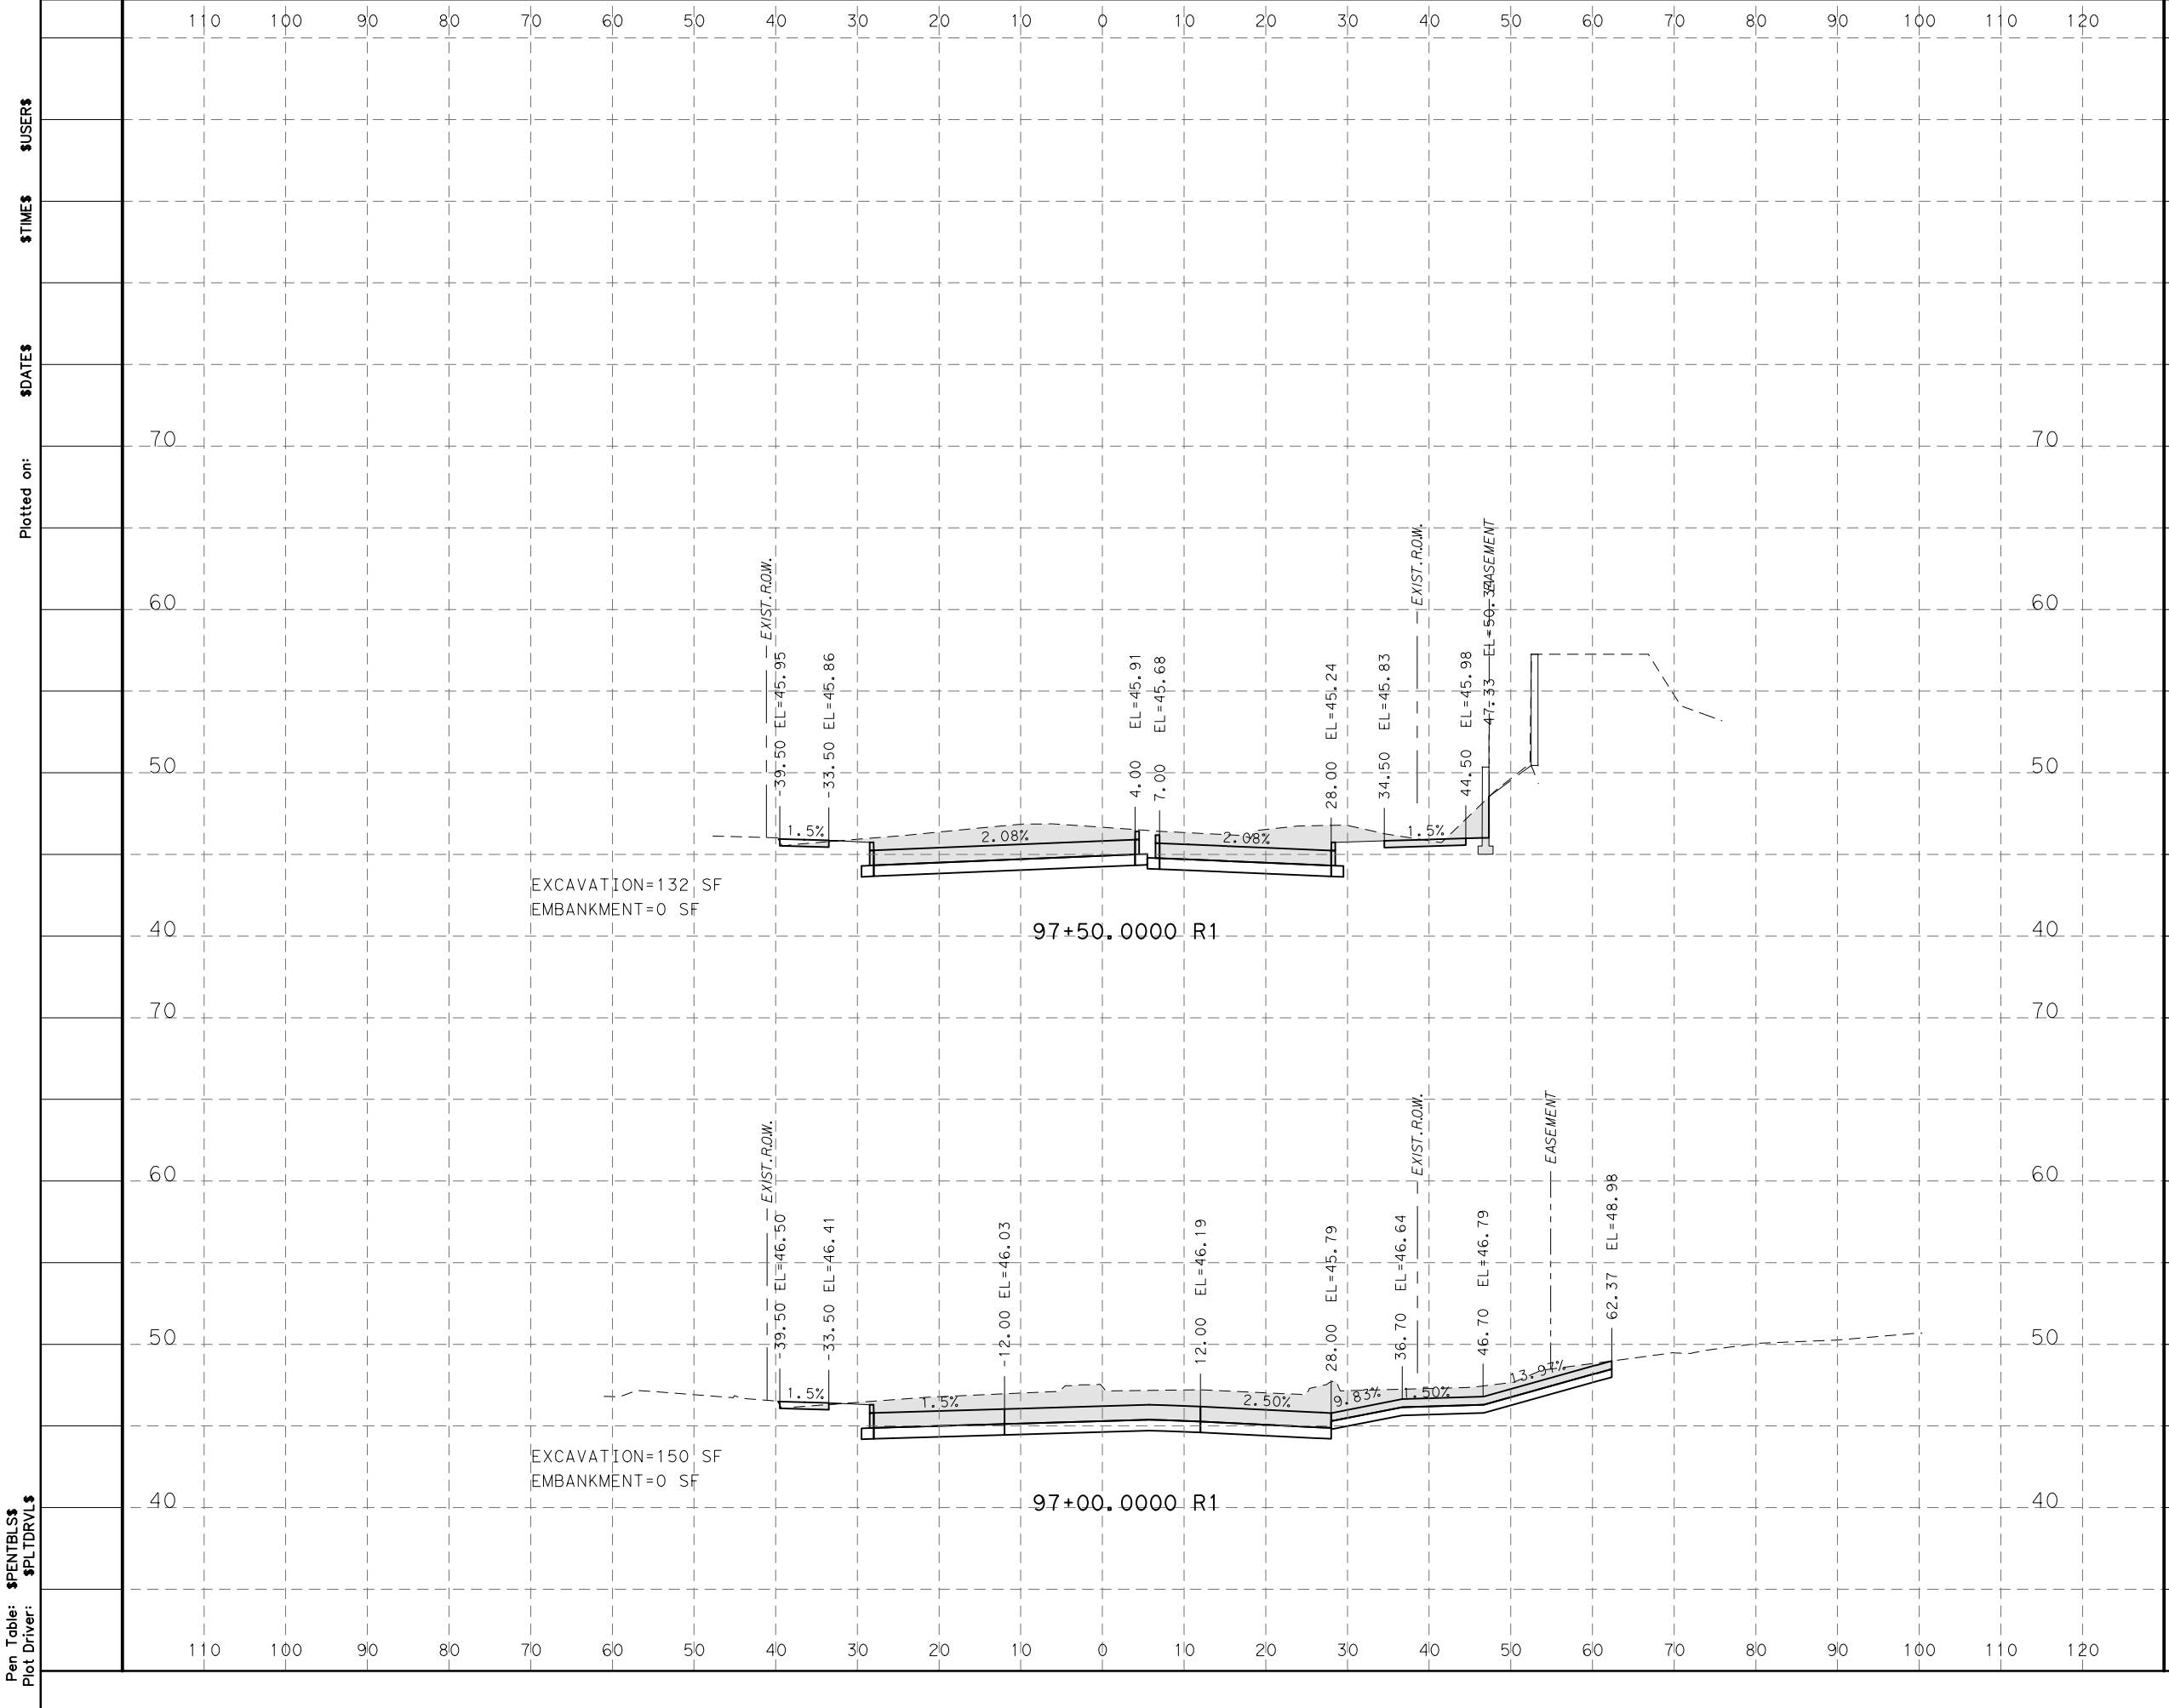 110 100 90 80 70 60 50 40 30 20 10 0 10 20 30 40 50 60 70 80 90 100 110 120
$USER$
$TIME$
$DATE$
Plotted on:
70 70
EXIST.R.O.W.
EXIST.R.O.W.
EASEMENT
60 60
-39.50 EL=45.95
-33.50 EL=45.86
4.00 EL=45.91
7.00 EL=45.68
28.00 EL=45.24
34.50 EL=45.83
44.50 EL=45.98
47.33
50 50
1.5%
2.08%
2.08%
1.5%
EXCAVATION=132 SF
EMBANKMENT=0 SF
97+50.0000 R1
40 40
70 70
EXIST.R.O.W.
EXIST.R.O.W.
EASEMENT
60 60
-39.50 EL=46.50
-33.50 EL=46.41
-12.00 EL=46.03
12.00 EL=46.19
28.00 EL=45.79
36.70 EL=46.64
46.70 EL=46.79
62.37 EL=48.98
50 50
1.5%
1.5%
2.50%
9.83%
1.50%
13.97%
EXCAVATION=150 SF
EMBANKMENT=0 SF
97+00.0000 R1
40 40
Pen Table: $PENTBLS$
Plot Driver: $PLTDRVL$
110 100 90 80 70 60 50 40 30 20 10 0 10 20 30 40 50 60 70 80 90 100 110 120